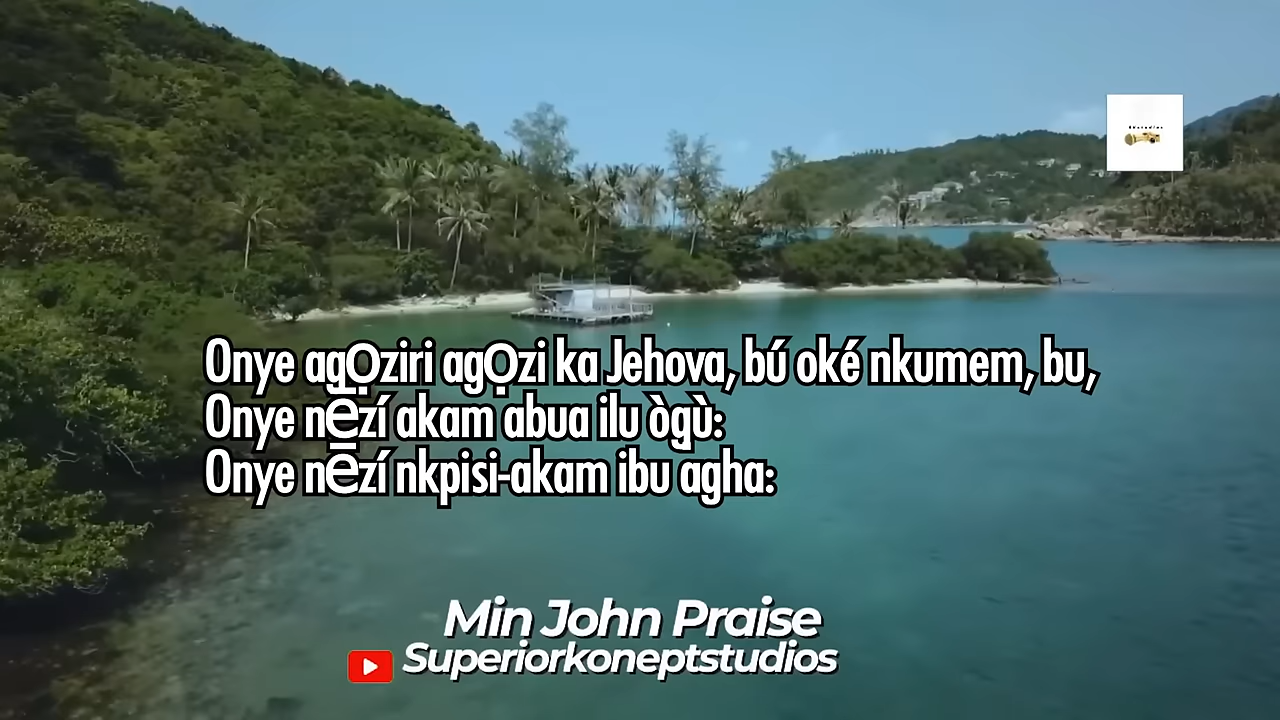 Onye agọziri agọzi ka Jehova, bú oké nkumem, bu,
Onye nēzí akam abua ilu ògù:
Onye nēzí nkpisi-akam ibu agha:
Min John Praise
Superiorkoneptstudios